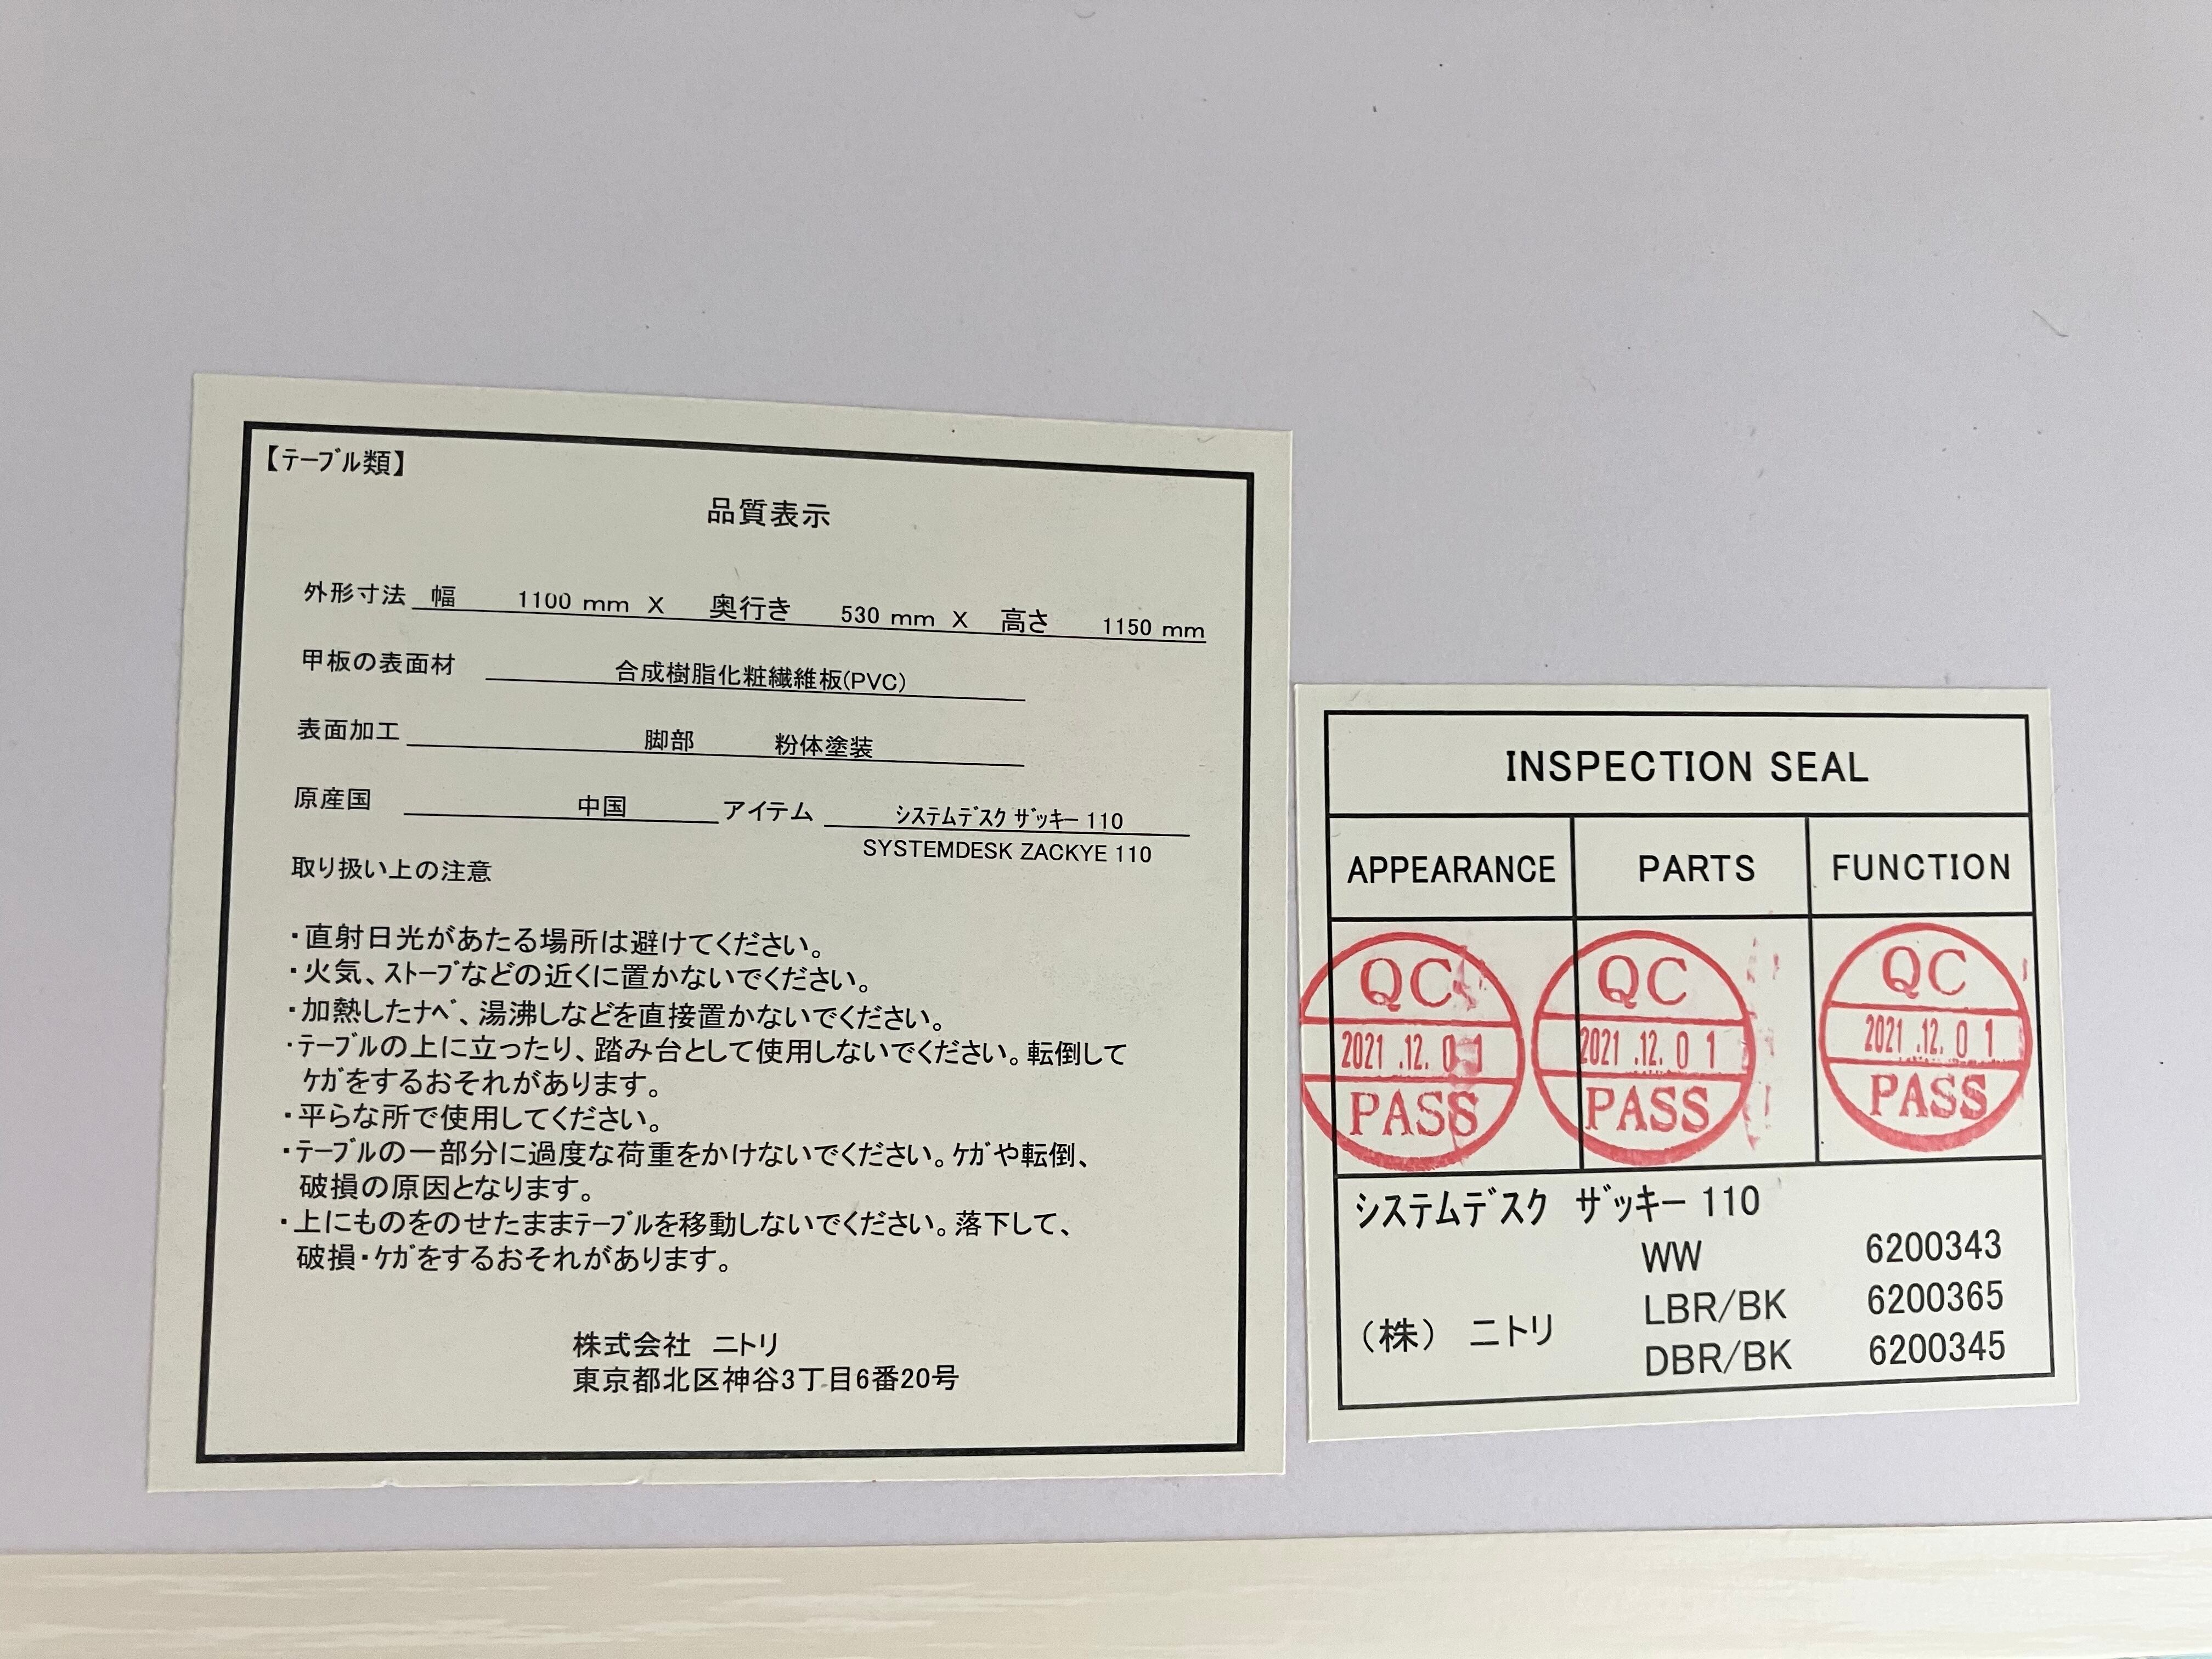 【ﾃｰﾌﾞﾙ類】
品質表示
外形寸法 幅 1100 mm X 奥行き 530 mm X 高さ 1150 mm
甲板の表面材 合成樹脂化粧繊維板(PVC)
表面加工 脚部 粉体塗装
原産国 中国 アイテム ｼｽﾃﾑﾃﾞｽｸ ｻﾞｯｷｰ 110
SYSTEMDESK ZACKYE 110
取り扱い上の注意
・直射日光があたる場所は避けてください。
・火気、ｽﾄｰﾌﾞなどの近くに置かないでください。
・加熱したﾅﾍﾞ、湯沸しなどを直接置かないでください。
・ﾃｰﾌﾞﾙの上に立ったり、踏み台として使用しないでください。転倒して
ｹｶﾞをするおそれがあります。
・平らな所で使用してください。
・ﾃｰﾌﾞﾙの一部分に過度な荷重をかけないでください。ｹｶﾞや転倒、
破損の原因となります。
・上にものをのせたままﾃｰﾌﾞﾙを移動しないでください。落下して、
破損・ｹｶﾞをするおそれがあります。
株式会社 ニトリ
東京都北区神谷3丁目6番20号
INSPECTION SEAL
APPEARANCE PARTS FUNCTION
QC QC QC
2021.12.01 2021.12.01 2021.12.01
PASS PASS PASS
ｼｽﾃﾑﾃﾞｽｸ ｻﾞｯｷｰ 110
WW 6200343
LBR/BK 6200365
（株） ニトリ
DBR/BK 6200345